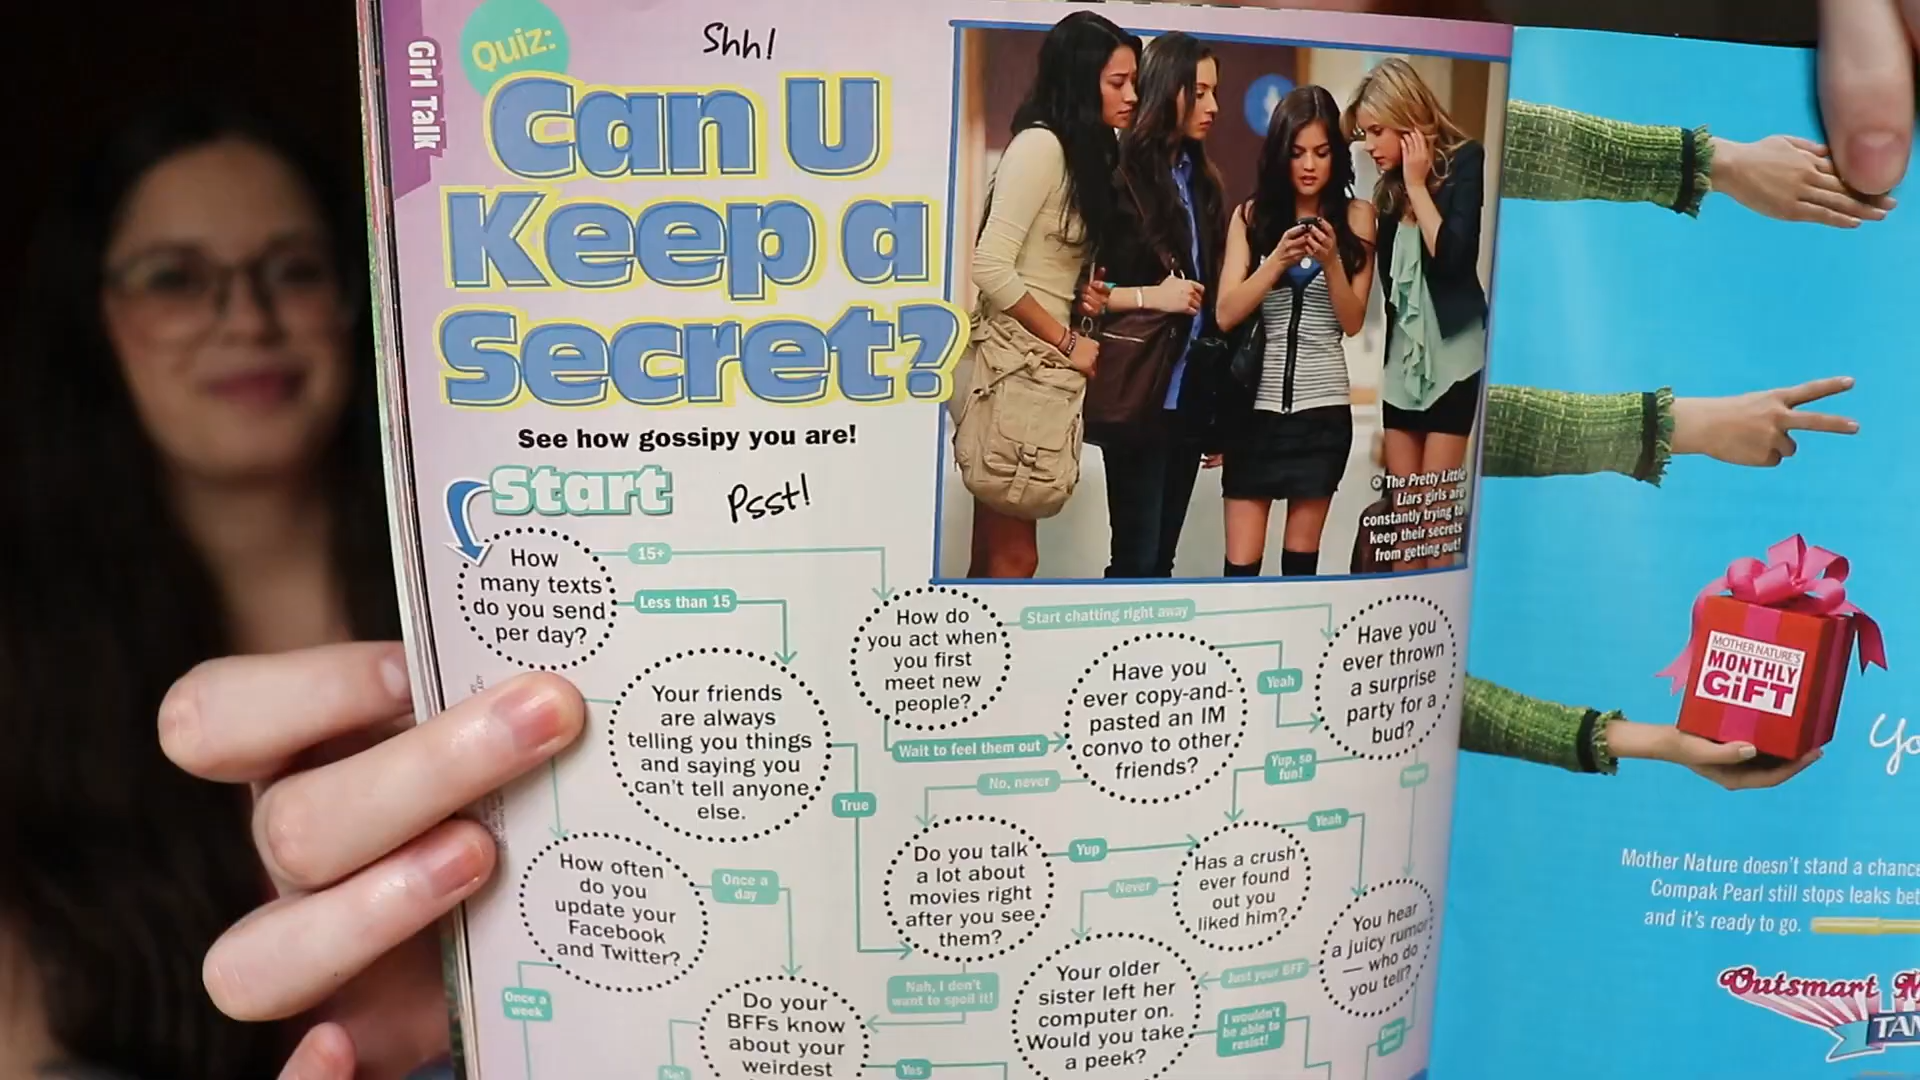 Girl Talk
Quiz:
Shh!
Can U
Keep a
Secret?
See how gossipy you are!
Start
Psst!
The Pretty Little
Liars girls are
constantly trying to
keep their secrets
from getting out!
How
many texts
do you send
per day?
15+
Less than 15
How do
you act when
you first
meet new
people?
Start chatting right away
Wait to feel them out
Have you
ever copy-and-
pasted an IM
convo to other
friends?
Yeah
No, never
Have you
ever thrown
a surprise
party for a
bud?
Yup, so
fun!
Nope
Your friends
are always
telling you things
and saying you
can't tell anyone
else.
True
How often
do you
update your
Facebook
and Twitter?
Once a
day
Once a
week
Do you talk
a lot about
movies right
after you see
them?
Yup
Nah, I don't
want to spoil it!
Has a crush
ever found
out you
liked him?
Yeah
Never
You hear
a juicy rumor
— who do
you tell?
Just your BFF
Your older
sister left her
computer on.
Would you take
a peek?
I wouldn't
be able to
resist!
Do your
BFFs know
about your
weirdest
Yes
MOTHER NATURE'S
MONTHLY
GIFT
Yo
Mother Nature doesn't stand a chance
Compak Pearl still stops leaks bet
and it's ready to go.
Outsmart M
TAM